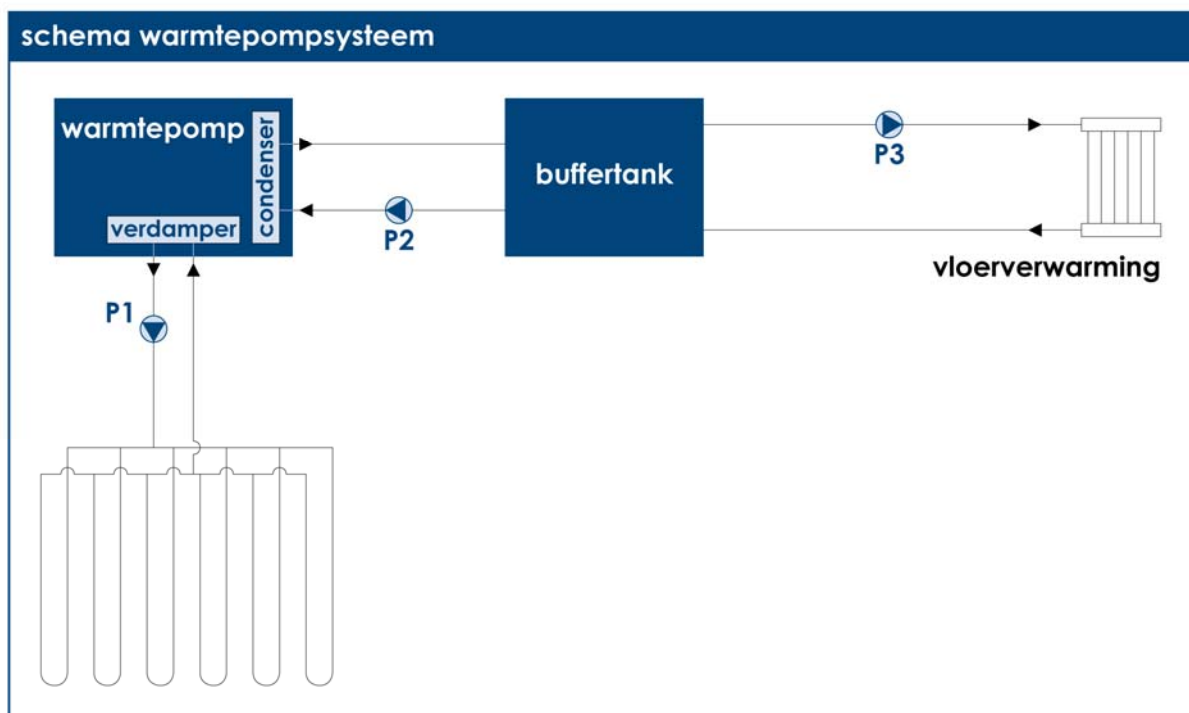 schema warmtepompsysteem
warmtepomp
condenser
verdamper
buffertank
P3
P2
vloerverwarming
P1